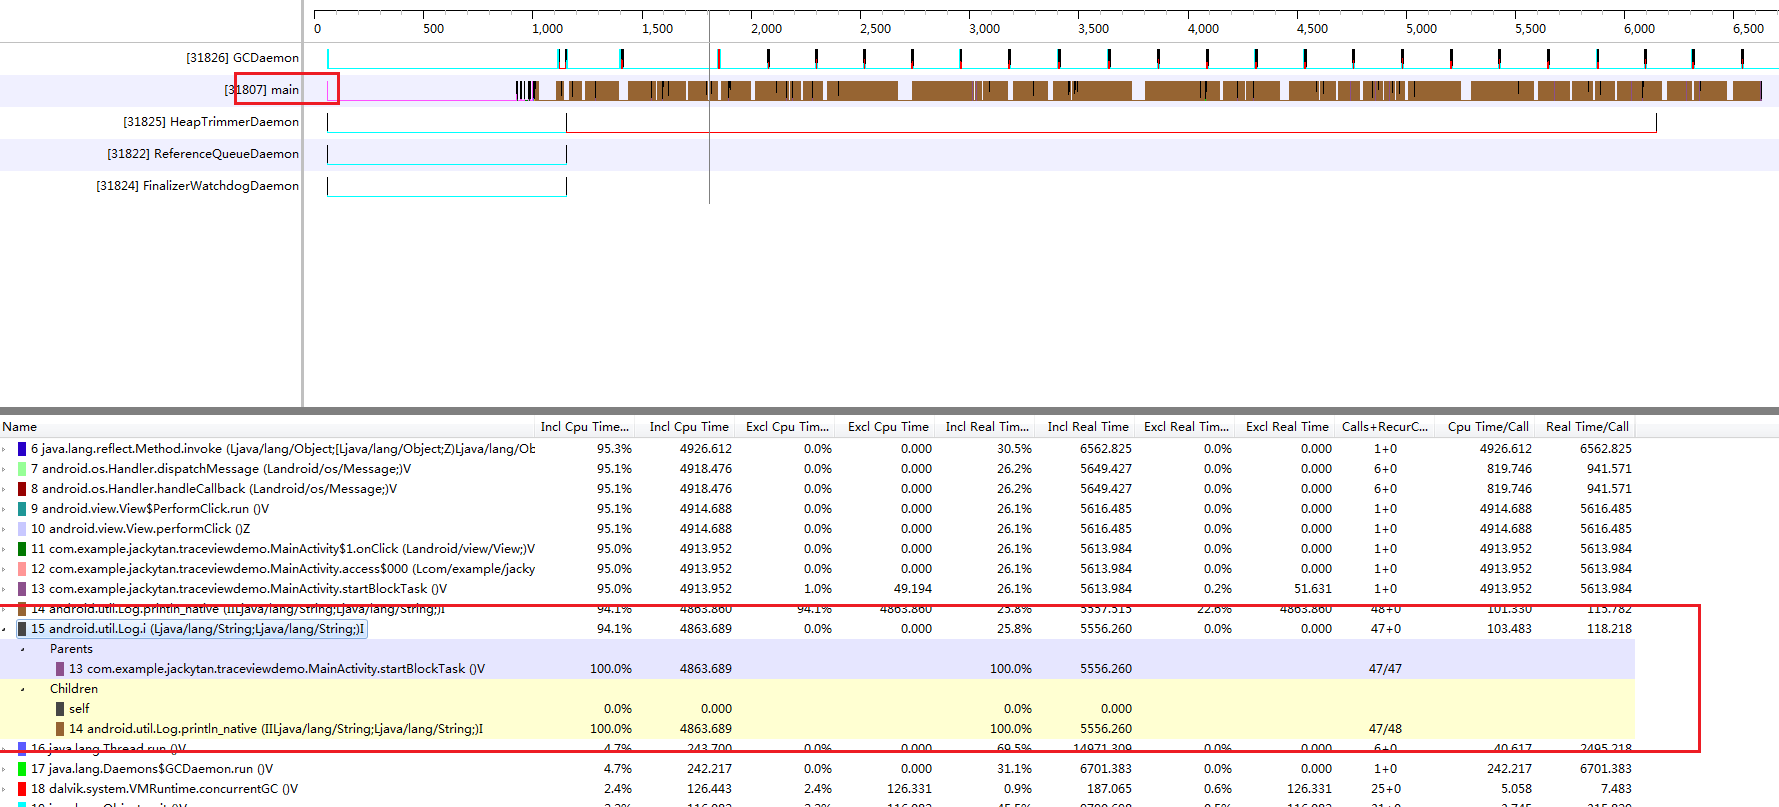 0 500 1,000 1,500 2,000 2,500 3,000 3,500 4,000 4,500 5,000 5,500 6,000 6,500
[31826] GCDaemon
[31807] main
[31825] HeapTrimmerDaemon
[31822] ReferenceQueueDaemon
[31824] FinalizerWatchdogDaemon
Name Incl Cpu Time... Incl Cpu Time Excl Cpu Tim... Excl Cpu Time Incl Real Tim... Incl Real Time Excl Real Tim... Excl Real Time Calls+RecurC... Cpu Time/Call Real Time/Call
6 java.lang.reflect.Method.invoke (Ljava/lang/Object;[Ljava/lang/Object;Z)Ljava/lang/Ob 95.3% 4926.612 0.0% 0.000 30.5% 6562.825 0.0% 0.000 1+0 4926.612 6562.825
7 android.os.Handler.dispatchMessage (Landroid/os/Message;)V 95.1% 4918.476 0.0% 0.000 26.2% 5649.427 0.0% 0.000 6+0 819.746 941.571
8 android.os.Handler.handleCallback (Landroid/os/Message;)V 95.1% 4918.476 0.0% 0.000 26.2% 5649.427 0.0% 0.000 6+0 819.746 941.571
9 android.view.View$PerformClick.run ()V 95.1% 4914.688 0.0% 0.000 26.1% 5616.485 0.0% 0.000 1+0 4914.688 5616.485
10 android.view.View.performClick ()Z 95.1% 4914.688 0.0% 0.000 26.1% 5616.485 0.0% 0.000 1+0 4914.688 5616.485
11 com.example.jackytan.traceviewdemo.MainActivity$1.onClick (Landroid/view/View;)V 95.0% 4913.952 0.0% 0.000 26.1% 5613.984 0.0% 0.000 1+0 4913.952 5613.984
12 com.example.jackytan.traceviewdemo.MainActivity.access$000 (Lcom/example/jacky 95.0% 4913.952 0.0% 0.000 26.1% 5613.984 0.0% 0.000 1+0 4913.952 5613.984
13 com.example.jackytan.traceviewdemo.MainActivity.startBlockTask ()V 95.0% 4913.952 1.0% 49.194 26.1% 5613.984 0.2% 51.631 1+0 4913.952 5613.984
14 android.util.Log.println_native (IILjava/lang/String;Ljava/lang/String;)I 94.1% 4863.860 94.1% 4863.860 25.8% 5557.515 22.6% 4863.860 48+0 101.330 115.782
15 android.util.Log.i (Ljava/lang/String;Ljava/lang/String;)I 94.1% 4863.689 0.0% 0.000 25.8% 5556.260 0.0% 0.000 47+0 103.483 118.218
Parents
13 com.example.jackytan.traceviewdemo.MainActivity.startBlockTask ()V 100.0% 4863.689 100.0% 5556.260 47/47
Children
self 0.0% 0.000 0.0% 0.000
14 android.util.Log.println_native (IILjava/lang/String;Ljava/lang/String;)I 100.0% 4863.689 100.0% 5556.260 47/48
16 java.lang.Thread.run ()V 4.7% 243.700 0.0% 0.000 69.5% 14971.309 0.0% 0.000 6+0 40.617 2495.218
17 java.lang.Daemons$GCDaemon.run ()V 4.7% 242.217 0.0% 0.000 31.1% 6701.383 0.0% 0.000 1+0 242.217 6701.383
18 dalvik.system.VMRuntime.concurrentGC ()V 2.4% 126.443 2.4% 126.331 0.9% 187.065 0.6% 126.331 25+0 5.058 7.483